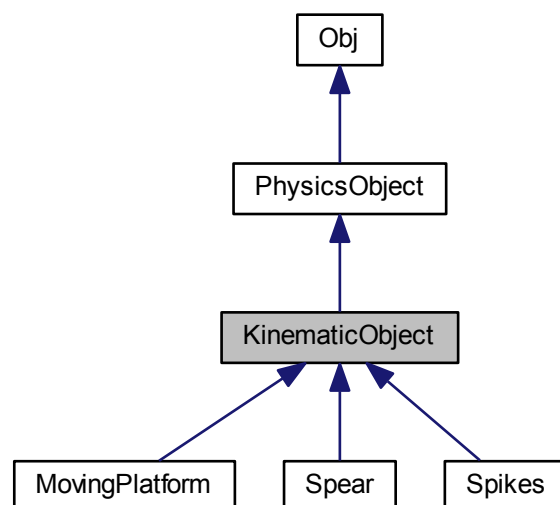 Obj
PhysicsObject
KinematicObject
MovingPlatform
Spear
Spikes